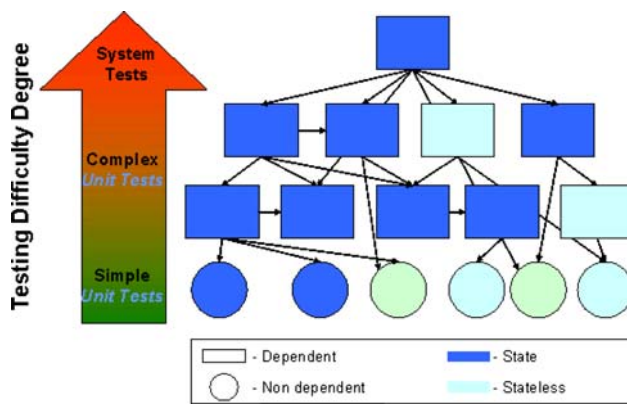 Testing Difficulty Degree
System
Tests
Complex
Unit Tests
Simple
Unit Tests
- Dependent
- State
- Non dependent
- Stateless